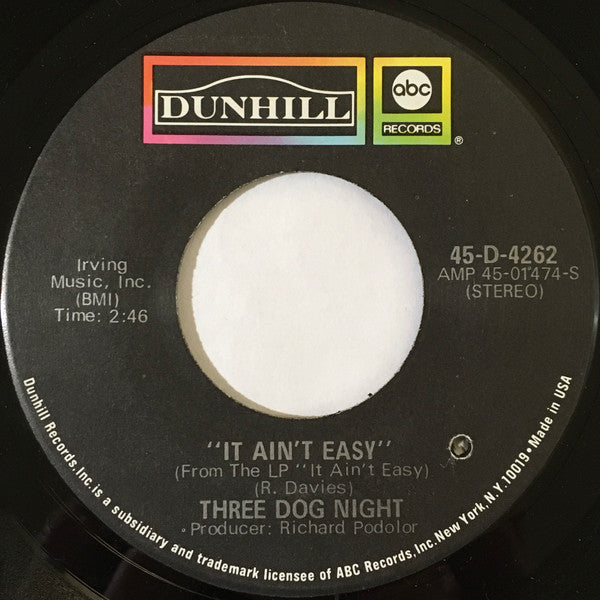 DUNHILL
abc
RECORDS
®
Irving
Music, Inc.
(BMI)
Time: 2:46
45-D-4262
AMP 45-01474-S
(STEREO)
"IT AIN'T EASY"
(From The LP "It Ain't Easy)
(R. Davies)
THREE DOG NIGHT
Producer: Richard Podolor
Dunhill Records, Inc. is a subsidiary and trademark licensee of ABC Records, Inc. New York, N.Y. 10019 • Made in USA